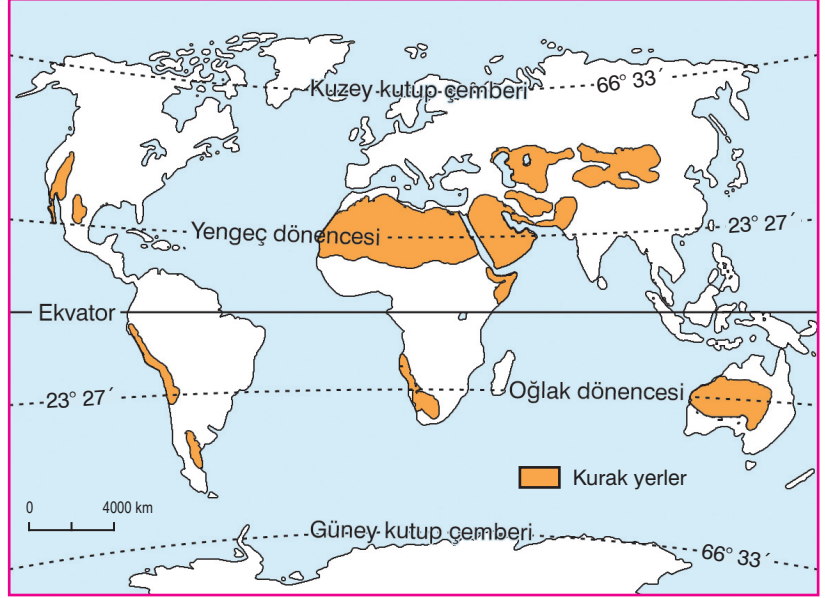 Kuzey kutup çemberi 66° 33´
Yengeç dönencesi 23° 27´
Ekvator
23° 27´ Oğlak dönencesi
Kurak yerler
0 4000 km
Güney kutup çemberi 66° 33´